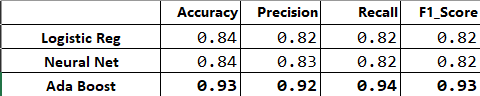 Accuracy Precision Recall F1_Score
Logistic Reg 0.84 0.82 0.82 0.82
Neural Net 0.84 0.83 0.82 0.82
Ada Boost 0.93 0.92 0.94 0.93